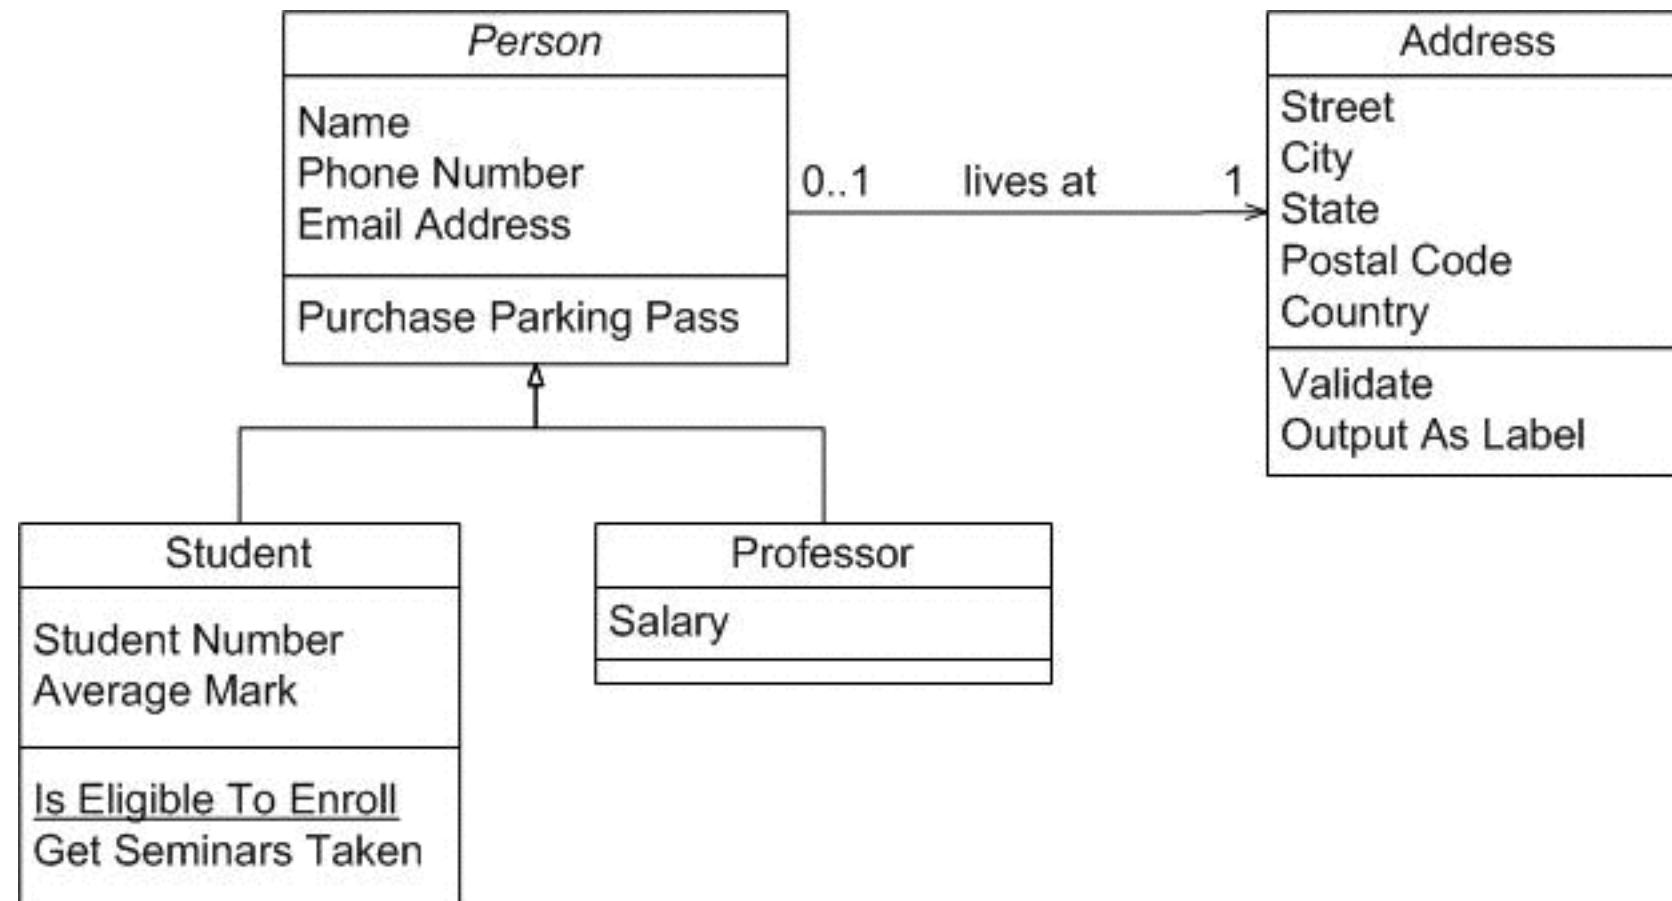 Person
Name
Phone Number
Email Address
Purchase Parking Pass
0..1 lives at 1
Address
Street
City
State
Postal Code
Country
Validate
Output As Label
Student
Student Number
Average Mark
Is Eligible To Enroll
Get Seminars Taken
Professor
Salary